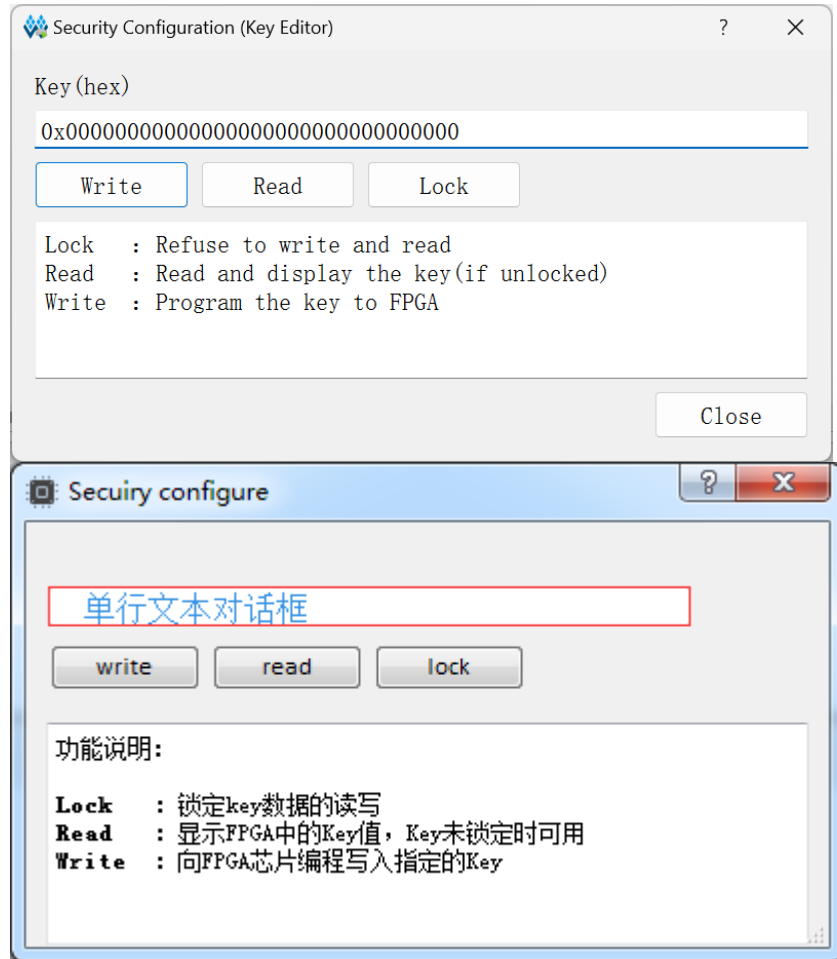 Security Configuration (Key Editor)
Key(hex)
0x00000000000000000000000000000000
Write Read Lock
Lock : Refuse to write and read
Read : Read and display the key(if unlocked)
Write : Program the key to FPGA
Close
Secuiry configure
单行文本对话框
write read lock
功能说明:
Lock : 锁定key数据的读写
Read : 显示FPGA中的Key值，Key未锁定时可用
Write : 向FPGA芯片编程写入指定的Key